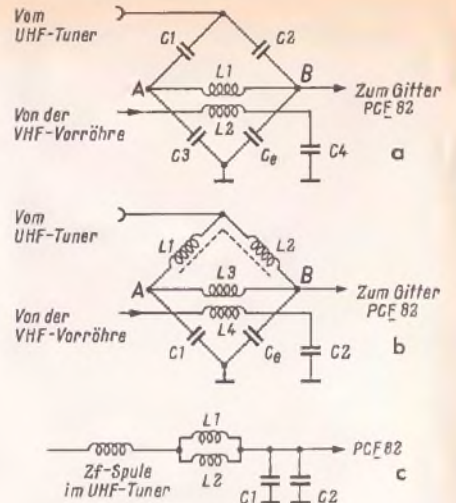 Vom
UHF-Tuner
C1
C2
L1
A
B
Zum Gitter
PCF 82
Von der
VHF-Vorröhre
L2
C3
Ce
C4
a
Vom
UHF-Tuner
L1
L2
A
L3
B
Zum Gitter
PCF 82
Von der
VHF-Vorröhre
L4
C1
Ce
C2
b
L1
PCF 82
Zf-Spule
im UHF-Tuner
L2
C1
C2
c